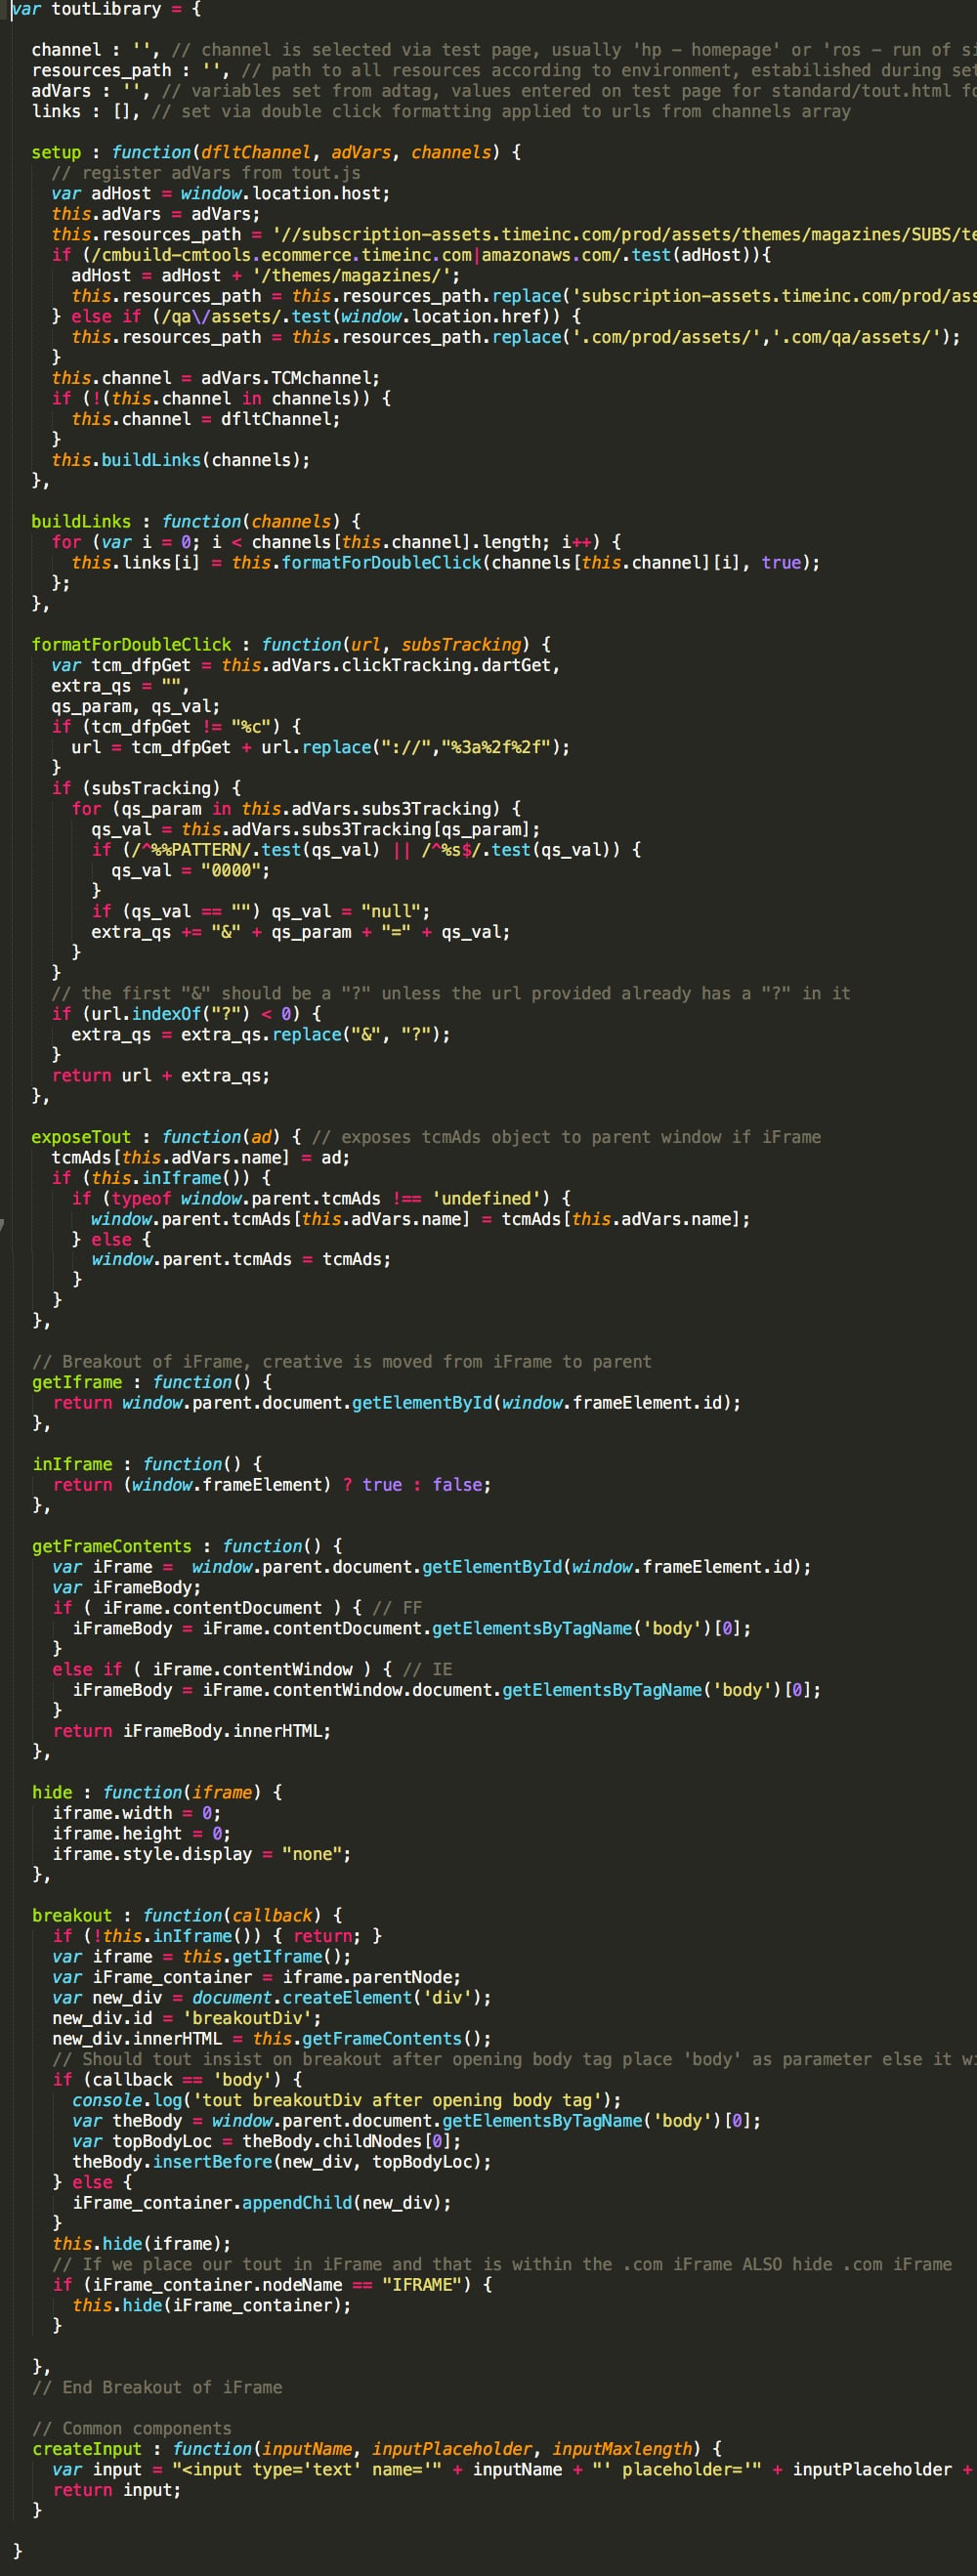 var toutLibrary = {
channel : '', // channel is selected via test page, usually 'hp - homepage' or 'ros - run of
resources_path : '', // path to all resources according to environment, estabilished during
adVars : '', // variables set from adtag, values entered on test page for standard/tout.html
links : [], // set via double click formatting applied to urls from channels array
setup : function(dfltChannel, adVars, channels) {
// register adVars from tout.js
var adHost = window.location.host;
this.adVars = adVars;
this.resources_path = '//subscription-assets.timeinc.com/prod/assets/themes/magazines/SUBS/te
if (/cmbuild-cmtools.ecommerce.timeinc.com|amazonaws.com/.test(adHost)){
adHost = adHost + '/themes/magazines/';
this.resources_path = this.resources_path.replace('subscription-assets.timeinc.com/prod/ass
} else if (/qa\/assets/.test(window.location.href)) {
this.resources_path = this.resources_path.replace('.com/prod/assets/','.com/qa/assets/');
}
this.channel = adVars.TCMchannel;
if (!(this.channel in channels)) {
this.channel = dfltChannel;
}
this.buildLinks(channels);
},
buildLinks : function(channels) {
for (var i = 0; i < channels[this.channel].length; i++) {
this.links[i] = this.formatForDoubleClick(channels[this.channel][i], true);
};
},
formatForDoubleClick : function(url, subsTracking) {
var tcm_dfpGet = this.adVars.clickTracking.dartGet,
extra_qs = "",
qs_param, qs_val;
if (tcm_dfpGet != "%c") {
url = tcm_dfpGet + url.replace("://","%3a%2f%2f");
}
if (subsTracking) {
for (qs_param in this.adVars.subs3Tracking) {
qs_val = this.adVars.subs3Tracking[qs_param];
if (/^%%PATTERN/.test(qs_val) || /^%s$/.test(qs_val)) {
qs_val = "0000";
}
if (qs_val == "") qs_val = "null";
extra_qs += "&" + qs_param + "=" + qs_val;
}
}
// the first "&" should be a "?" unless the url provided already has a "?" in it
if (url.indexOf("?") < 0) {
extra_qs = extra_qs.replace("&", "?");
}
return url + extra_qs;
},
exposeTout : function(ad) { // exposes tcmAds object to parent window if iFrame
tcmAds[this.adVars.name] = ad;
if (this.inIframe()) {
if (typeof window.parent.tcmAds !== 'undefined') {
window.parent.tcmAds[this.adVars.name] = tcmAds[this.adVars.name];
} else {
window.parent.tcmAds = tcmAds;
}
}
},
// Breakout of iFrame, creative is moved from iFrame to parent
getIframe : function() {
return window.parent.document.getElementById(window.frameElement.id);
},
inIframe : function() {
return (window.frameElement) ? true : false;
},
getFrameContents : function() {
var iFrame =  window.parent.document.getElementById(window.frameElement.id);
var iFrameBody;
if ( iFrame.contentDocument ) { // FF
iFrameBody = iFrame.contentDocument.getElementsByTagName('body')[0];
}
else if ( iFrame.contentWindow ) { // IE
iFrameBody = iFrame.contentWindow.document.getElementsByTagName('body')[0];
}
return iFrameBody.innerHTML;
},
hide : function(iframe) {
iframe.width = 0;
iframe.height = 0;
iframe.style.display = "none";
},
breakout : function(callback) {
if (!this.inIframe()) { return; }
var iframe = this.getIframe();
var iFrame_container = iframe.parentNode;
var new_div = document.createElement('div');
new_div.id = 'breakoutDiv';
new_div.innerHTML = this.getFrameContents();
// Should tout insist on breakout after opening body tag place 'body' as parameter else it
if (callback == 'body') {
console.log('tout breakoutDiv after opening body tag');
var theBody = window.parent.document.getElementsByTagName('body')[0];
var topBodyLoc = theBody.childNodes[0];
theBody.insertBefore(new_div, topBodyLoc);
} else {
iFrame_container.appendChild(new_div);
}
this.hide(iframe);
// If we place our tout in iFrame and that is within the .com iFrame ALSO hide .com iFrame
if (iFrame_container.nodeName == "IFRAME") {
this.hide(iFrame_container);
}
},
// End Breakout of iFrame
// Common components
createInput : function(inputName, inputPlaceholder, inputMaxlength) {
var input = "<input type='text' name='" + inputName + "' placeholder='" + inputPlaceholder +
return input;
}
}